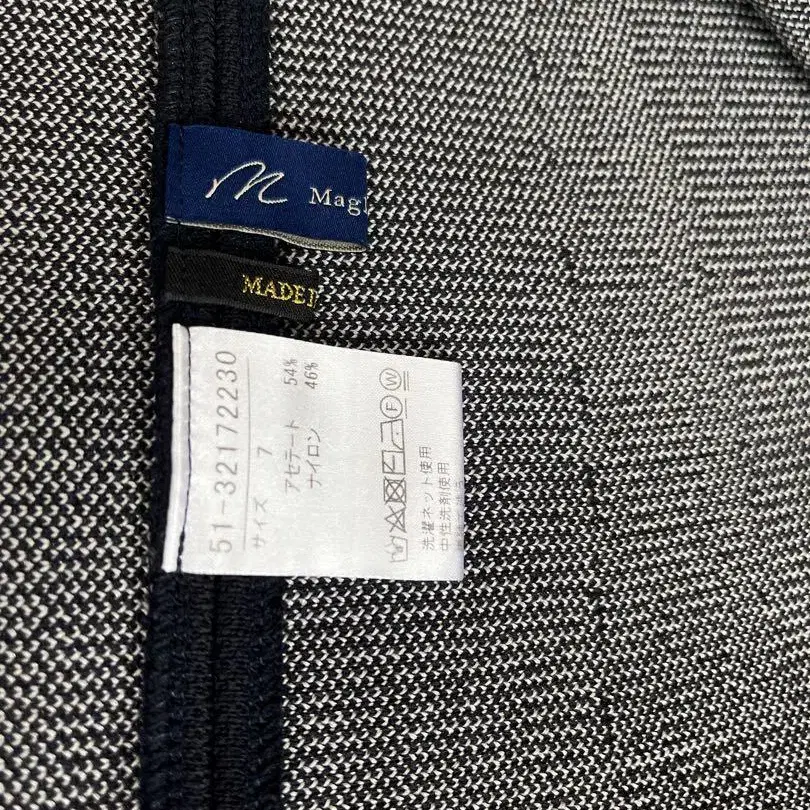 Magl
MADE I
51-32172230
サイズ 7
アセテート 54%
ナイロン 46%
F W
洗濯ネット使用
中性洗剤使用